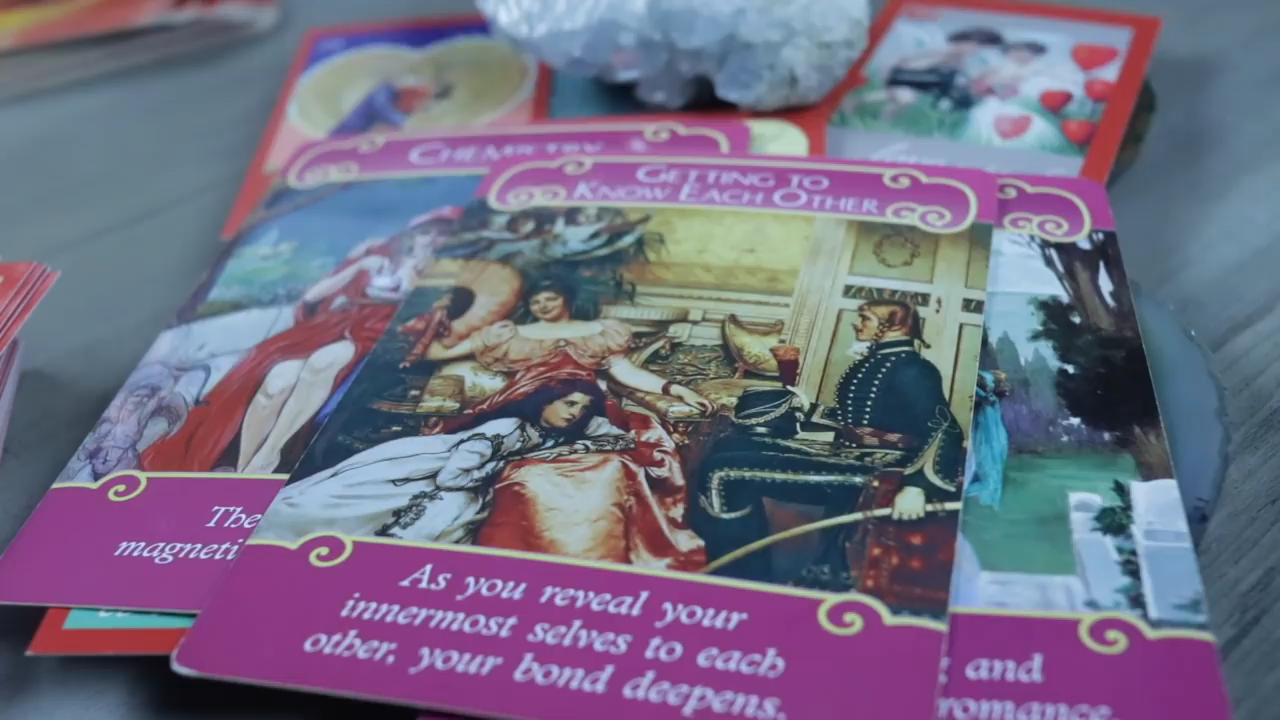 CHEMISTRY
GETTING TO
KNOW EACH OTHER
The
magneti
As you reveal your
innermost selves to each
other, your bond deepens.
and
romance